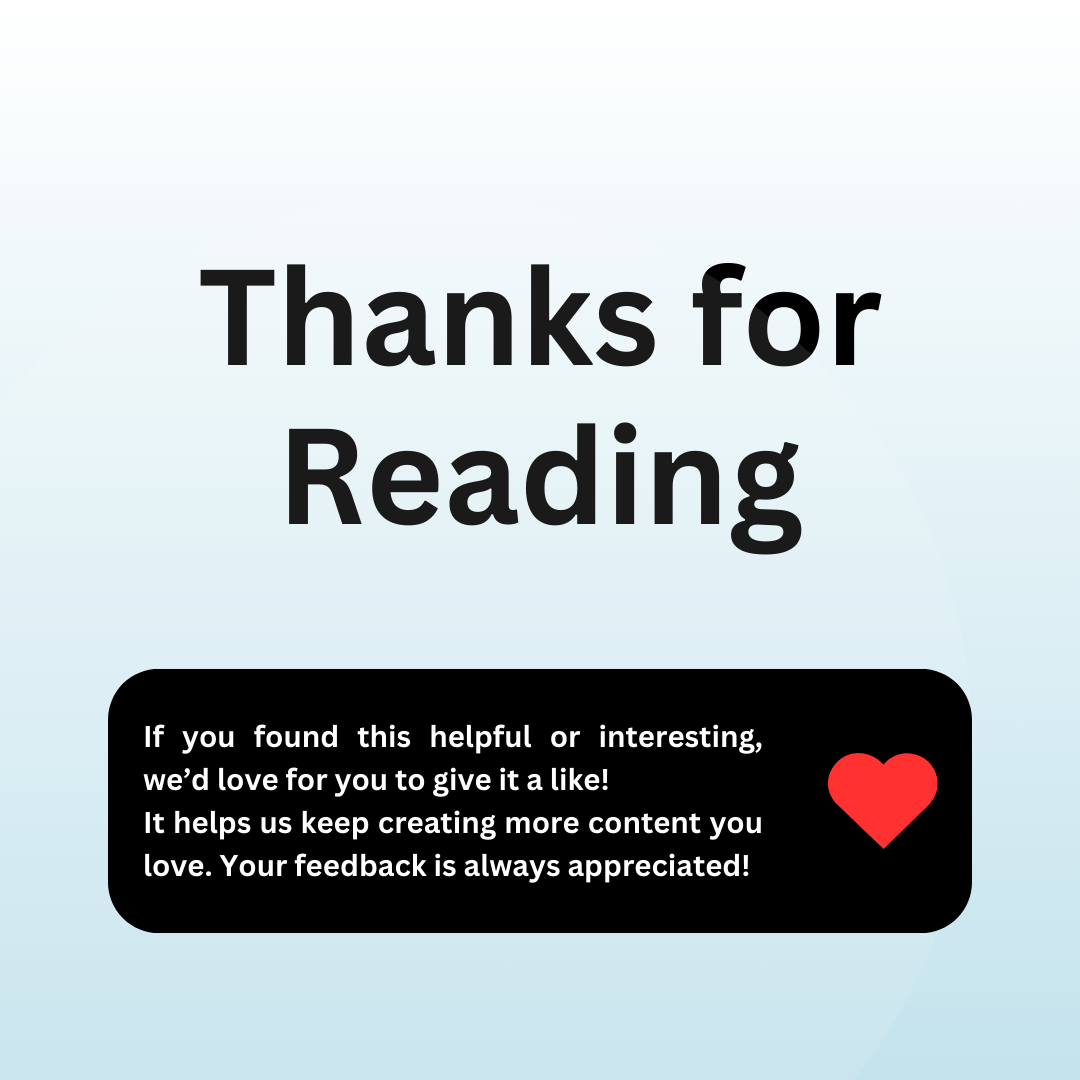 Thanks for
Reading
If you found this helpful or interesting,
we’d love for you to give it a like!
It helps us keep creating more content you
love. Your feedback is always appreciated!